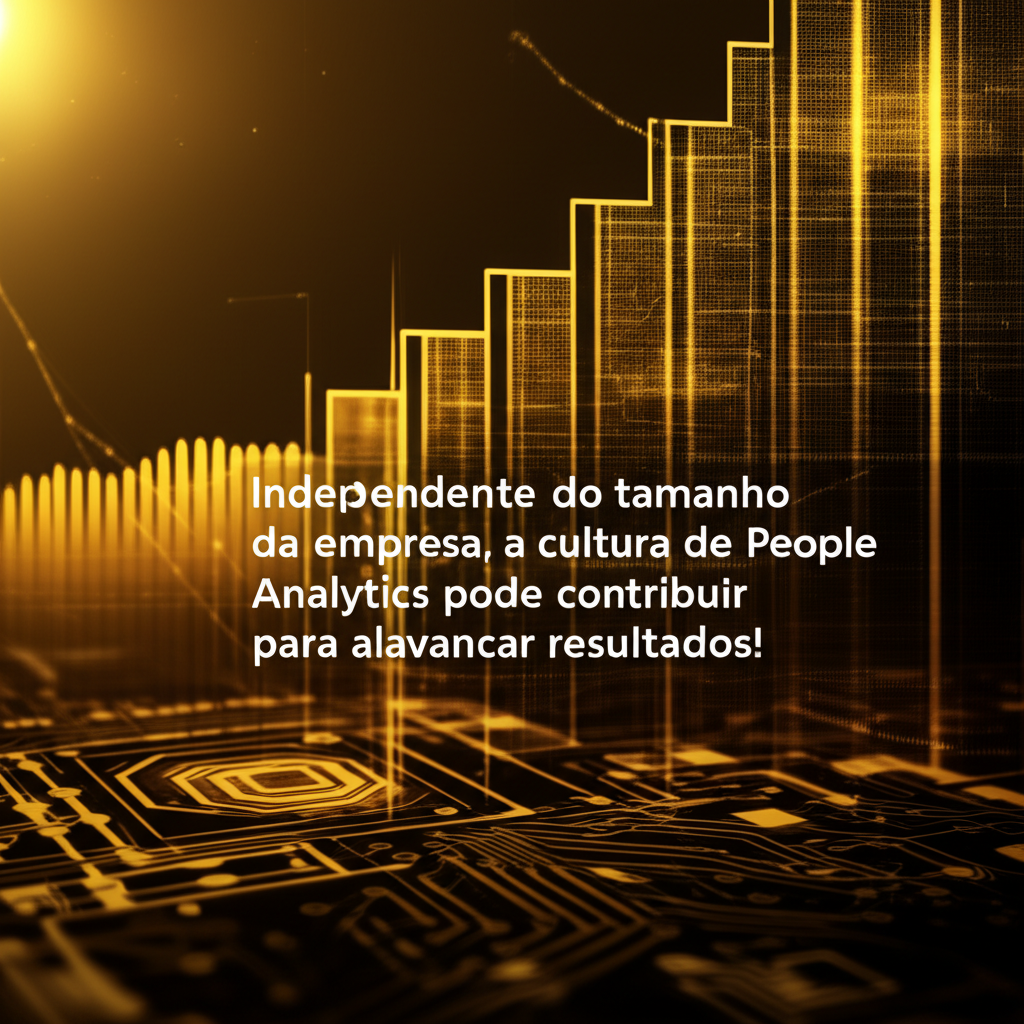 Independente do tamanho
da empresa, a cultura de People
Analytics pode contribuir
para alavancar resultados!